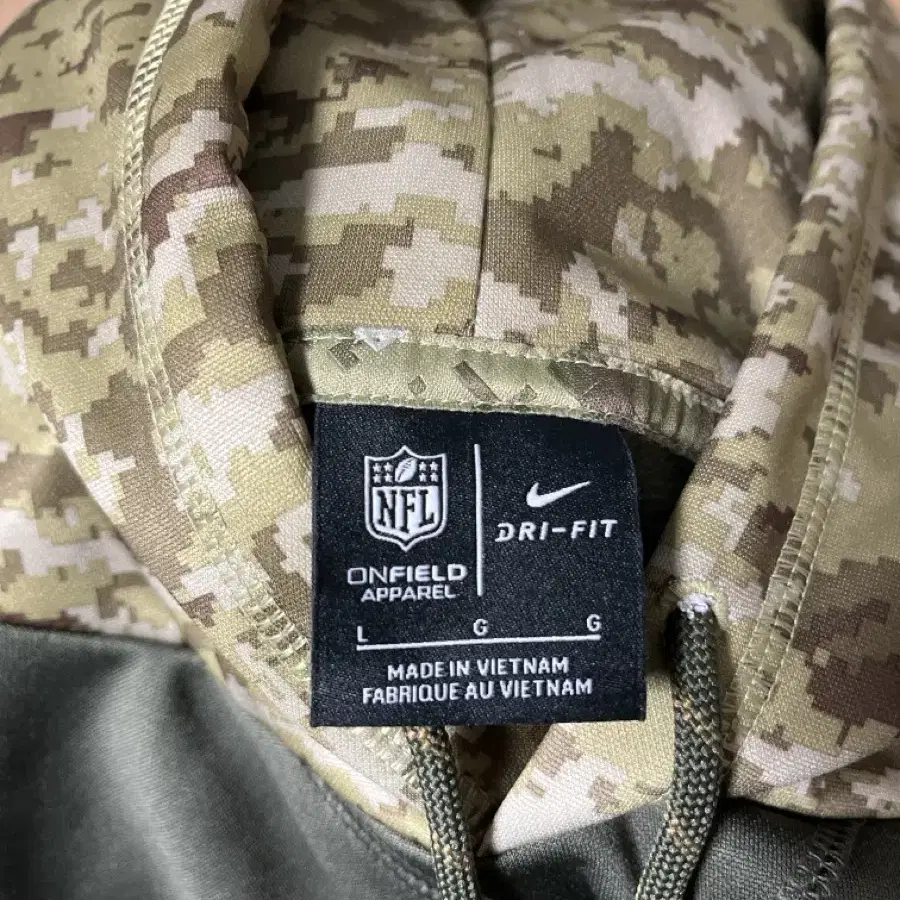 NFL
ONFIELD
APPAREL
DRI-FIT
L G G
MADE IN VIETNAM
FABRIQUE AU VIETNAM